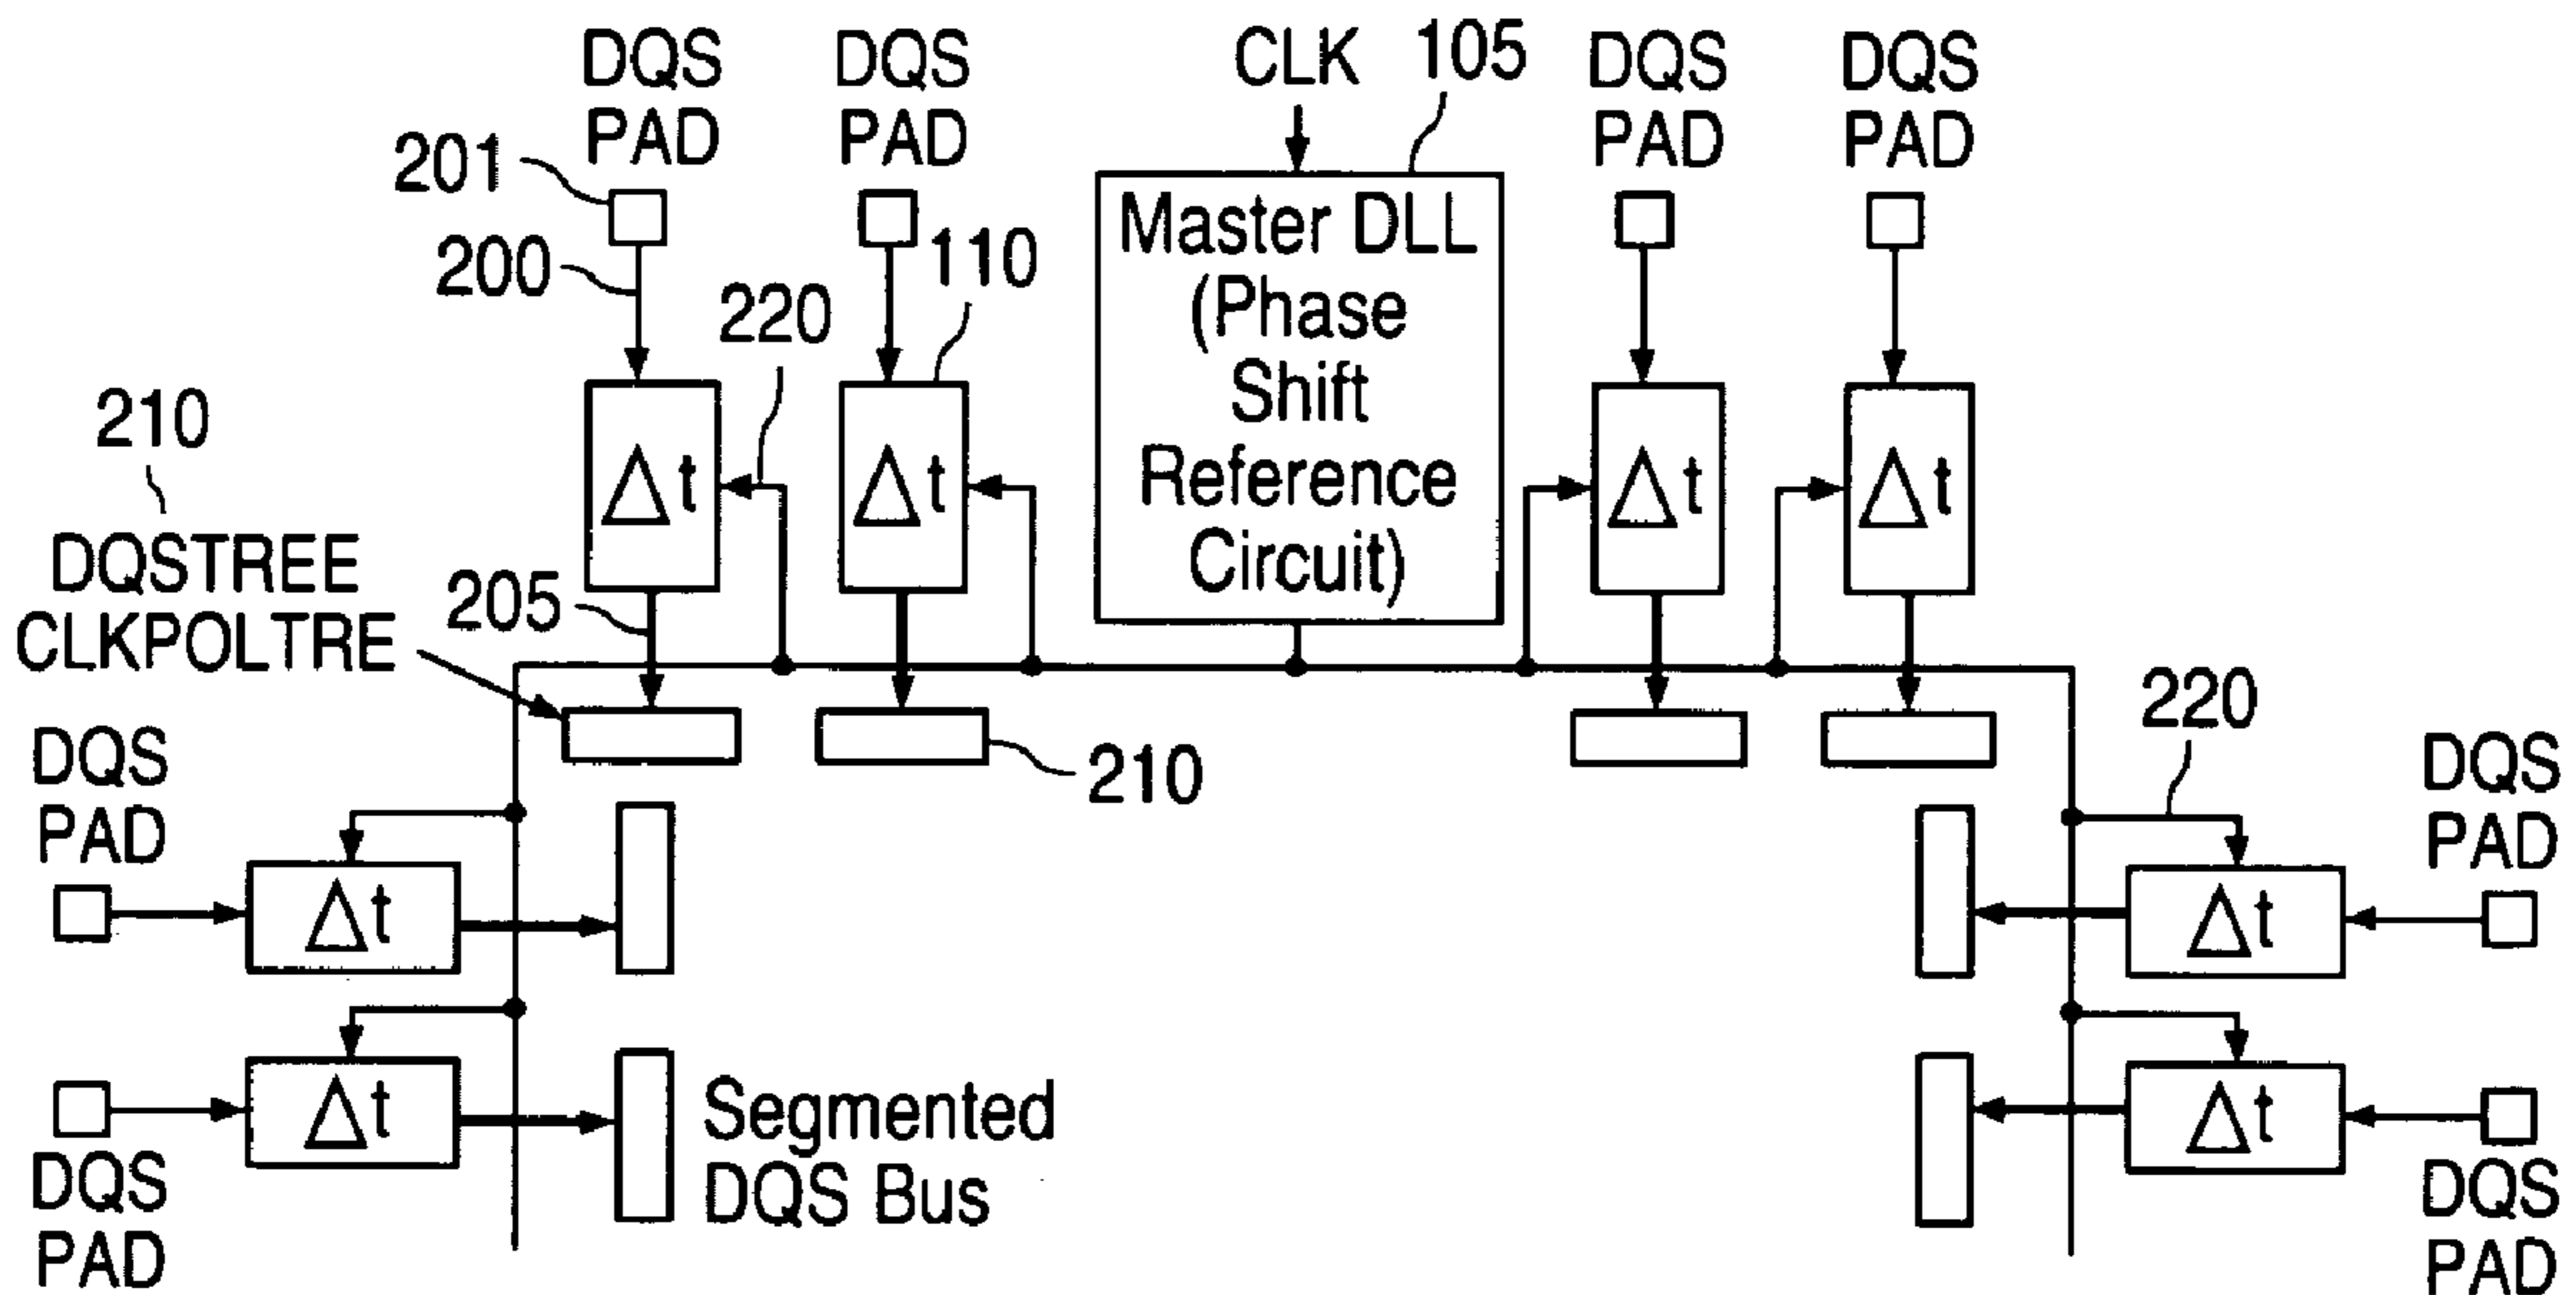 DQS
PAD
DQS
PAD
CLK
105
DQS
PAD
DQS
PAD
201
200
220
110
Master DLL
(Phase
Shift
Reference
Circuit)
Δt
Δt
Δt
Δt
210
DQSTREE
CLKPOLTRE
205
210
220
DQS
PAD
Δt
Δt
DQS
PAD
Segmented
DQS Bus
DQS
PAD
Δt
Δt
DQS
PAD